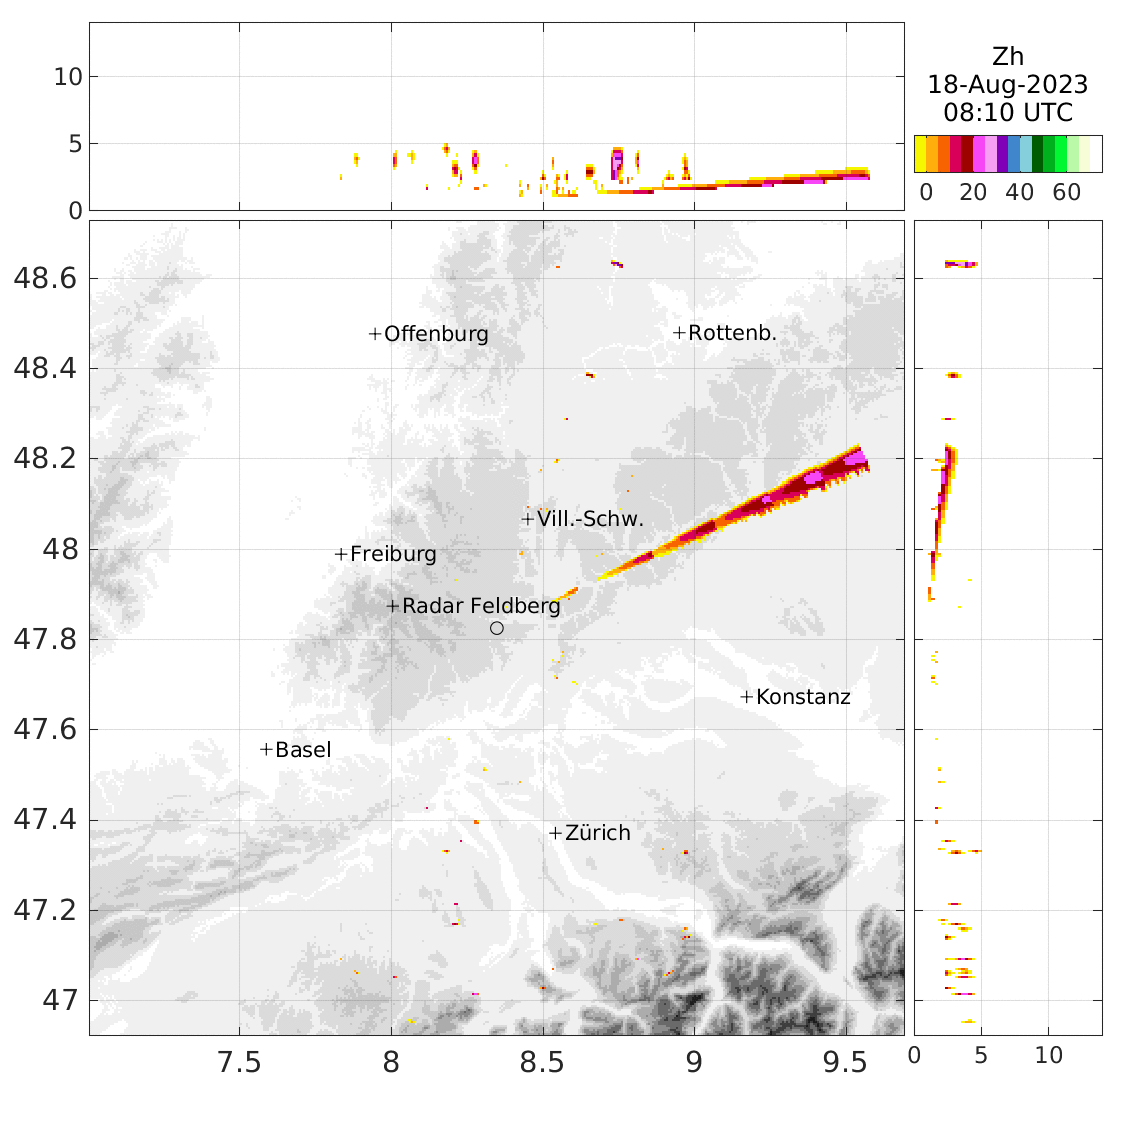 Zh
18-Aug-2023
08:10 UTC
0 20 40 60
10
5
0
48.6
48.4
48.2
48
47.8
47.6
47.4
47.2
47
+Offenburg
+Rottenb.
+Vill.-Schw.
+Freiburg
+Radar Feldberg
+Konstanz
+Basel
+Zürich
7.5 8 8.5 9 9.5
0 5 10